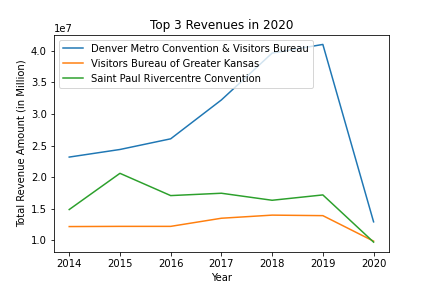 Top 3 Revenues in 2020
1e7
Denver Metro Convention & Visitors Bureau
Visitors Bureau of Greater Kansas
Saint Paul Rivercentre Convention
Total Revenue Amount (in Million)
4.0
3.5
3.0
2.5
2.0
1.5
1.0
2014 2015 2016 2017 2018 2019 2020
Year